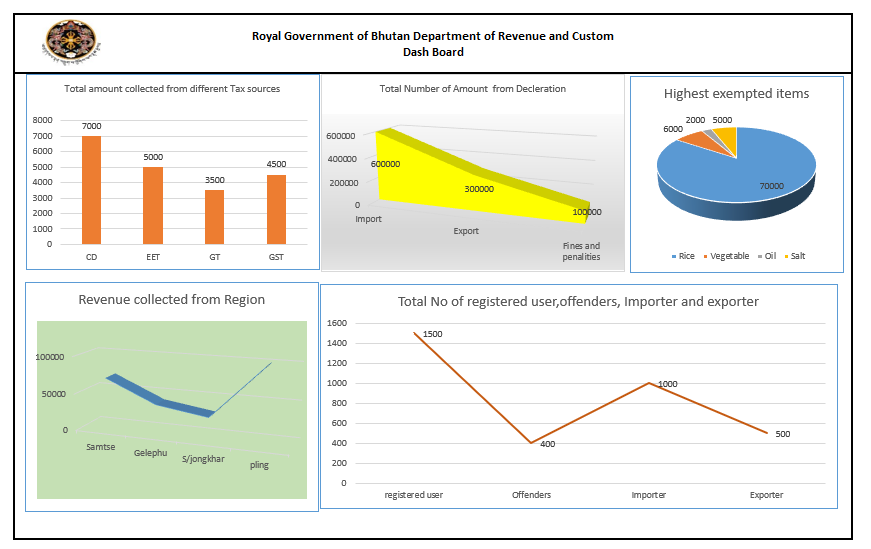 Royal Government of Bhutan Department of Revenue and Custom
Dash Board
Total amount collected from different Tax sources
8000
7000
6000
5000
4000
3000
2000
1000
0
7000
5000
3500
4500
CD
EET
GT
GST
Total Number of Amount from Decleration
600000
400000
200000
0
600000
300000
100000
Import
Export
Fines and
penalities
Highest exempted items
6000
2000
5000
70000
Rice
Vegetable
Oil
Salt
Revenue collected from Region
100000
50000
0
Samtse
Gelephu
S/jongkhar
pling
Total No of registered user,offenders, Importer and exporter
1600
1400
1200
1000
800
600
400
200
0
1500
400
1000
500
registered user
Offenders
Importer
Exporter